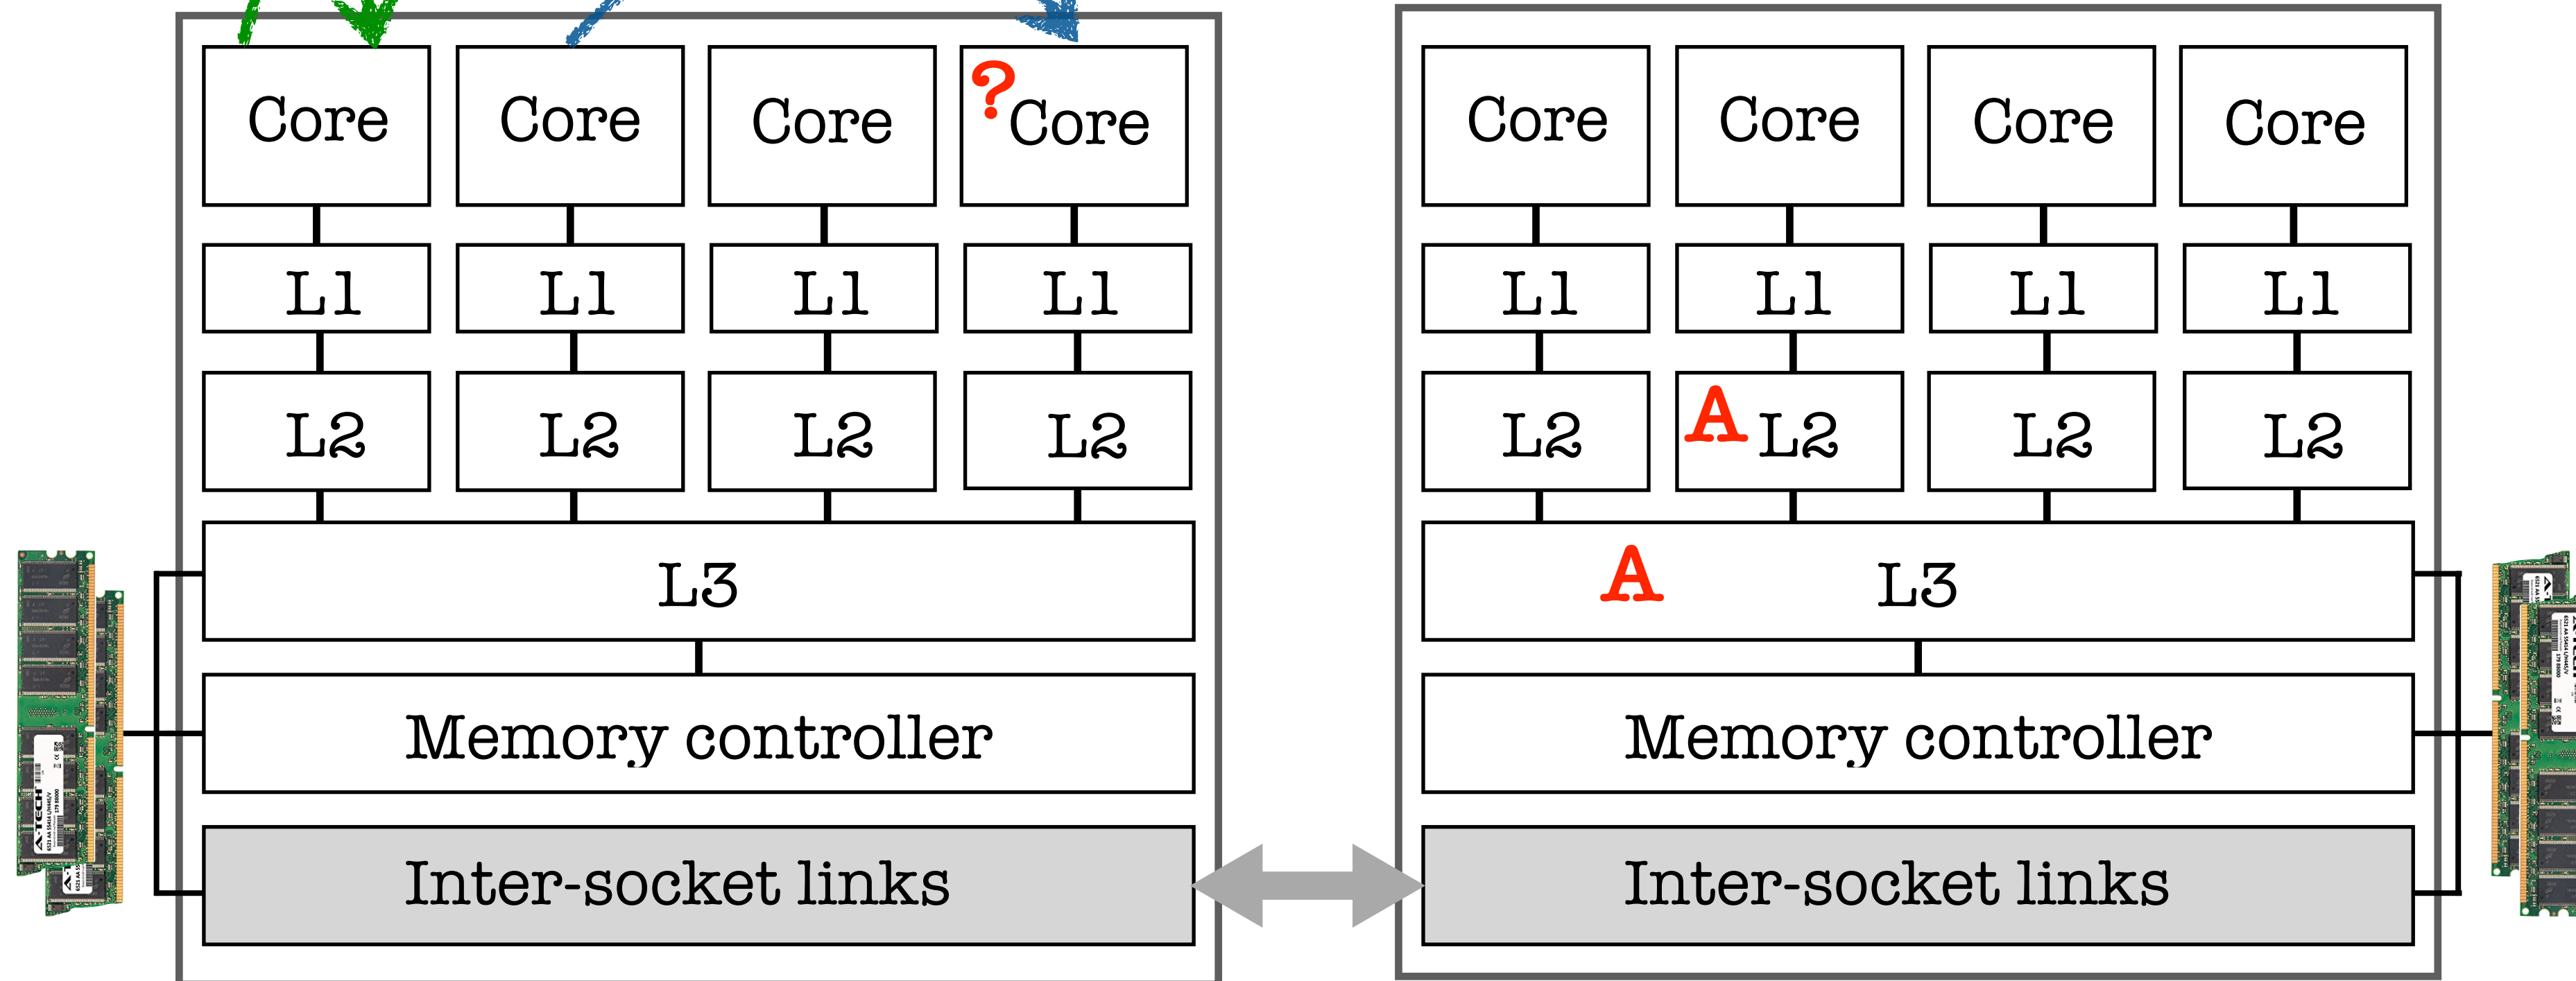 Core Core Core ? Core
L1 L1 L1 L1
L2 L2 L2 L2
L3
Memory controller
Inter-socket links
Core Core Core Core
L1 L1 L1 L1
L2 A L2 L2 L2
A L3
Memory controller
Inter-socket links
A-TECH